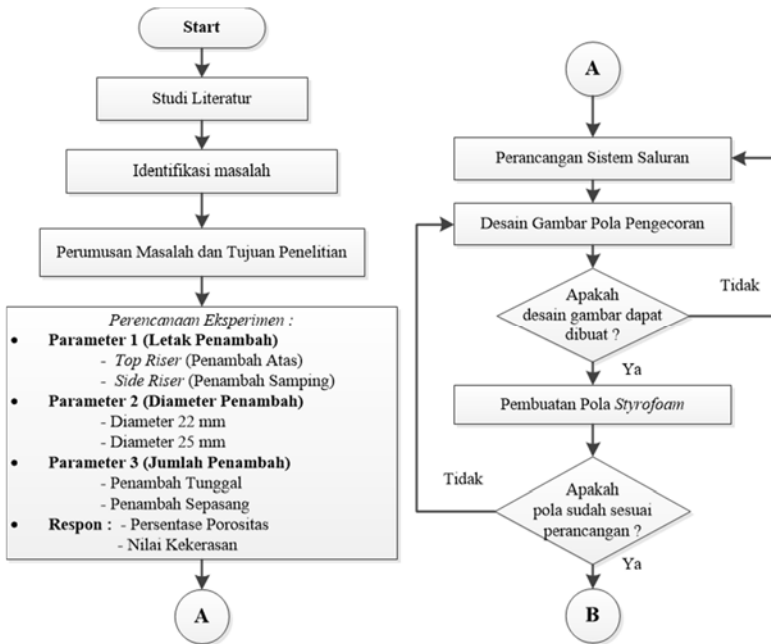 Start
Studi Literatur
Identifikasi masalah
Perumusan Masalah dan Tujuan Penelitian
Perencanaan Eksperimen :
• Parameter 1 (Letak Penambah)
- Top Riser (Penambah Atas)
- Side Riser (Penambah Samping)
• Parameter 2 (Diameter Penambah)
- Diameter 22 mm
- Diameter 25 mm
• Parameter 3 (Jumlah Penambah)
- Penambah Tunggal
- Penambah Sepasang
• Respon : - Persentase Porositas
- Nilai Kekerasan
A
A
Perancangan Sistem Saluran
Desain Gambar Pola Pengecoran
Apakah
desain gambar dapat
dibuat ?
Tidak
Ya
Pembuatan Pola Styrofoam
Tidak
Apakah
pola sudah sesuai
perancangan ?
Ya
B